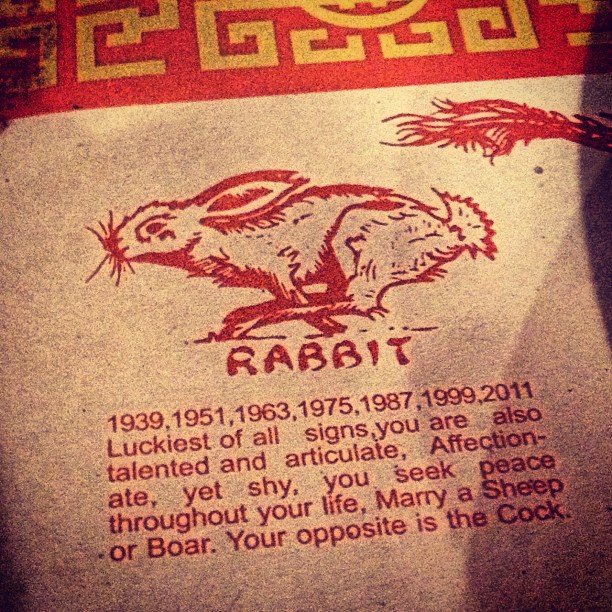 RABBIT
1939,1951,1963,1975,1987,1999,2011
Luckiest of all signs,you are also
talented and articulate, Affection-
ate, yet shy, you seek peace
throughout your life, Marry a Sheep
or Boar. Your opposite is the Cock.